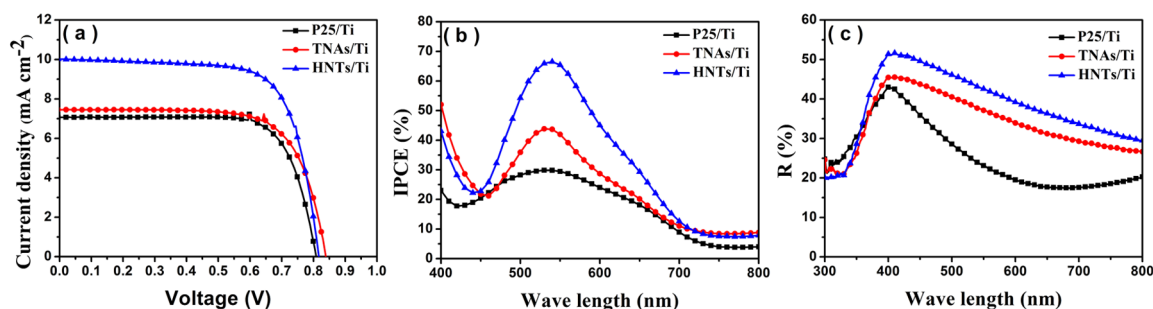 ( a )
P25/Ti
TNAs/Ti
HNTs/Ti
Current density (mA cm-2)
12
10
8
6
4
2
0
0.0 0.1 0.2 0.3 0.4 0.5 0.6 0.7 0.8 0.9 1.0
Voltage (V)
( b )
P25/Ti
TNAs/Ti
HNTs/Ti
IPCE (%)
80
70
60
50
40
30
20
10
0
400 500 600 700 800
Wave length (nm)
( c )
P25/Ti
TNAs/Ti
HNTs/Ti
R (%)
60
50
40
30
20
10
0
300 400 500 600 700 800
Wave length (nm)